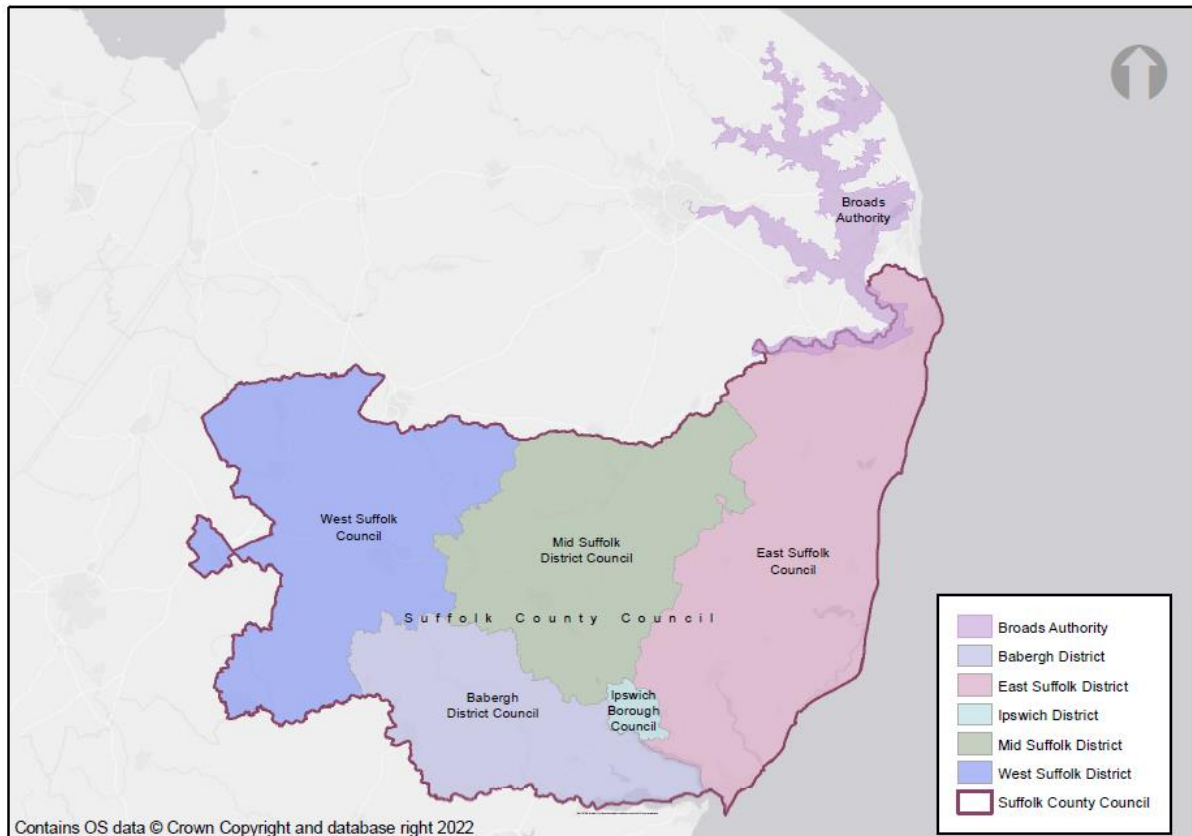 Broads
Authority
West Suffolk
Council
Mid Suffolk
District Council
East Suffolk
Council
Suffolk County Council
Babergh
District Council
Ipswich
Borough
Council
Broads Authority
Babergh District
East Suffolk District
Ipswich District
Mid Suffolk District
West Suffolk District
Suffolk County Council
Contains OS data © Crown Copyright and database right 2022